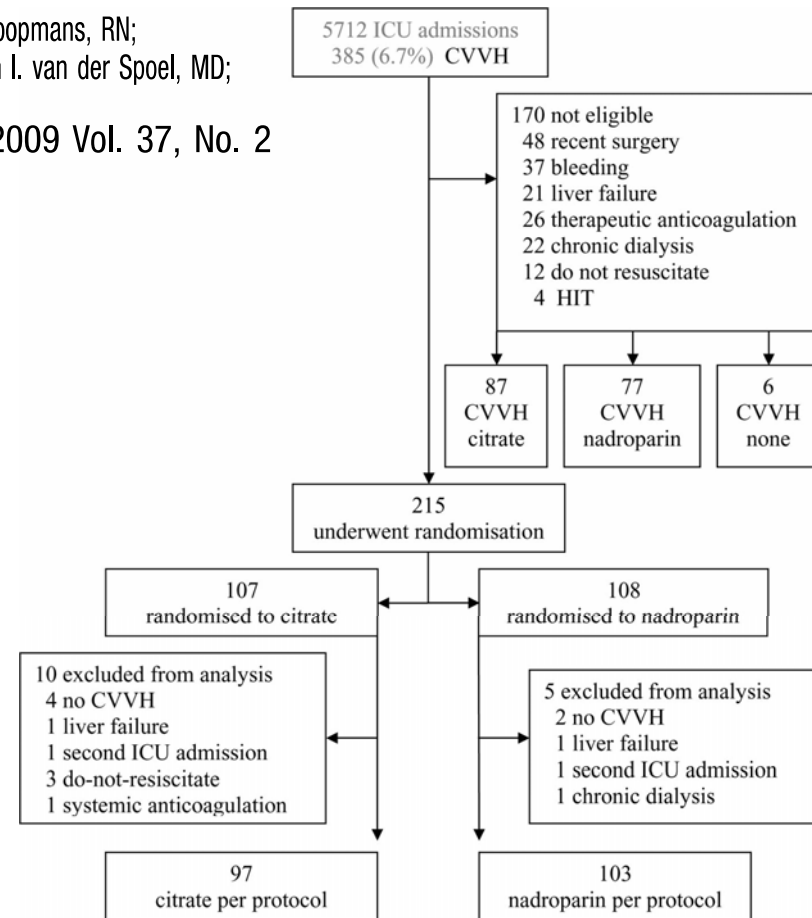 oopmans, RN;
I. van der Spoel, MD;
2009 Vol. 37, No. 2
5712 ICU admissions
385 (6.7%) CVVH
170 not eligible
48 recent surgery
37 bleeding
21 liver failure
26 therapeutic anticoagulation
22 chronic dialysis
12 do not resuscitate
4 HIT
87
CVVH
citrate
77
CVVH
nadroparin
6
CVVH
none
215
underwent randomisation
107
randomised to citrate
108
randomised to nadroparin
10 excluded from analysis
4 no CVVH
1 liver failure
1 second ICU admission
3 do-not-resiscitate
1 systemic anticoagulation
5 excluded from analysis
2 no CVVH
1 liver failure
1 second ICU admission
1 chronic dialysis
97
citrate per protocol
103
nadroparin per protocol